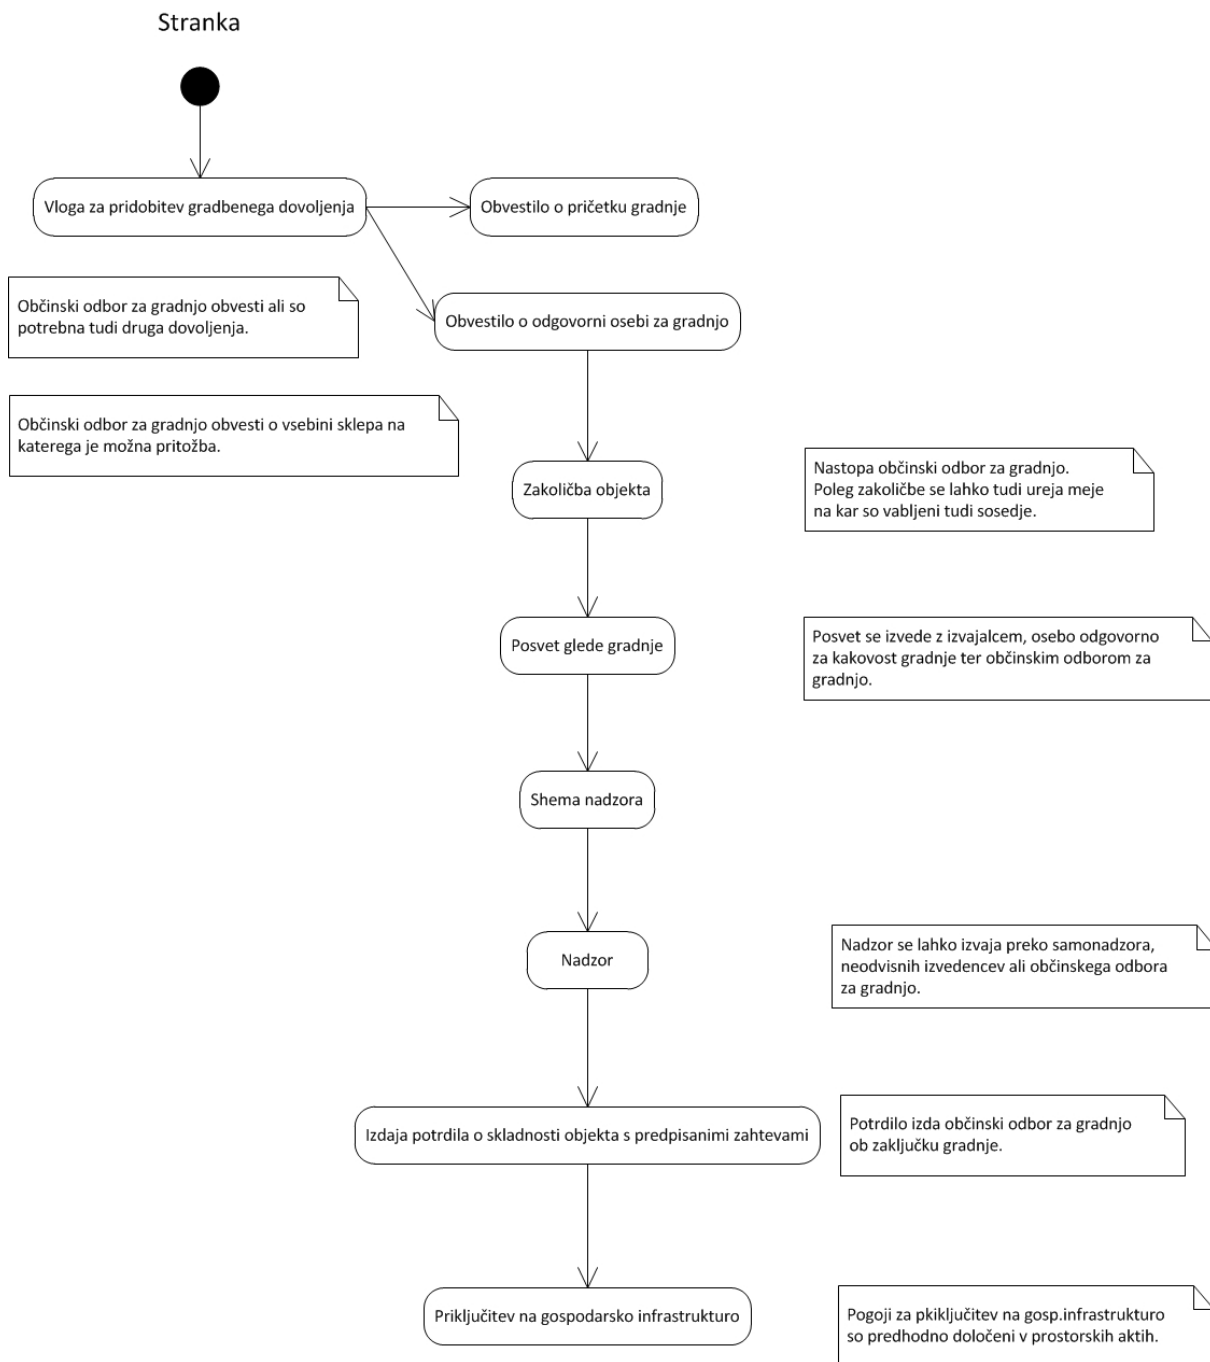 Stranka
Vloga za pridobitev gradbenega dovoljenja
Obvestilo o pričetku gradnje
Občinski odbor za gradnjo obvesti ali so
potrebna tudi druga dovoljenja.
Obvestilo o odgovorni osebi za gradnjo
Občinski odbor za gradnjo obvesti o vsebini sklepa na
katerega je možna pritožba.
Zakoličba objekta
Nastopa občinski odbor za gradnjo.
Poleg zakoličbe se lahko tudi ureja meje
na kar so vabljeni tudi sosedje.
Posvet glede gradnje
Posvet se izvede z izvajalcem, osebo odgovorno
za kakovost gradnje ter občinskim odborom za
gradnjo.
Shema nadzora
Nadzor
Nadzor se lahko izvaja preko samonadzora,
neodvisnih izvedencev ali občinskega odbora
za gradnjo.
Izdaja potrdila o skladnosti objekta s predpisanimi zahtevami
Potrdilo izda občinski odbor za gradnjo
ob zaključku gradnje.
Priključitev na gospodarsko infrastrukturo
Pogoji za pkiključitev na gosp.infrastrukturo
so predhodno določeni v prostorskih aktih.